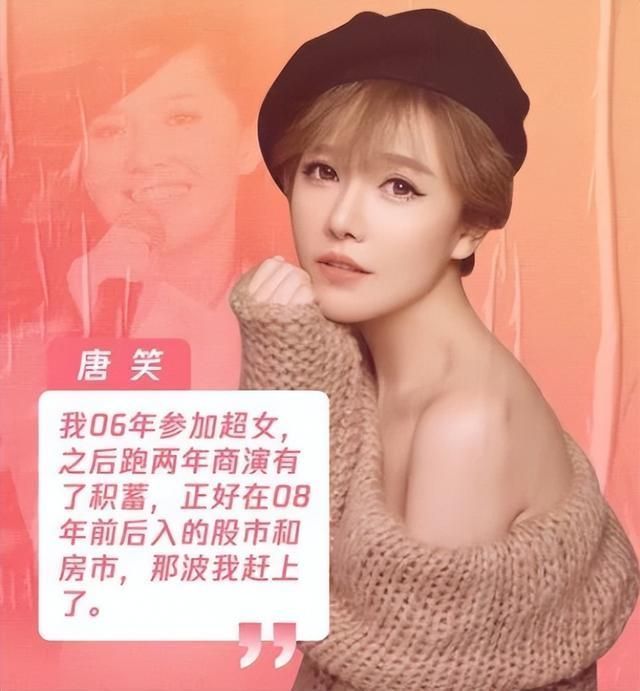 唐笑
我06年参加超女，
之后跑两年商演有
了积蓄，正好在08
年前后入的股市和
房市，那波我赶上
了。
”